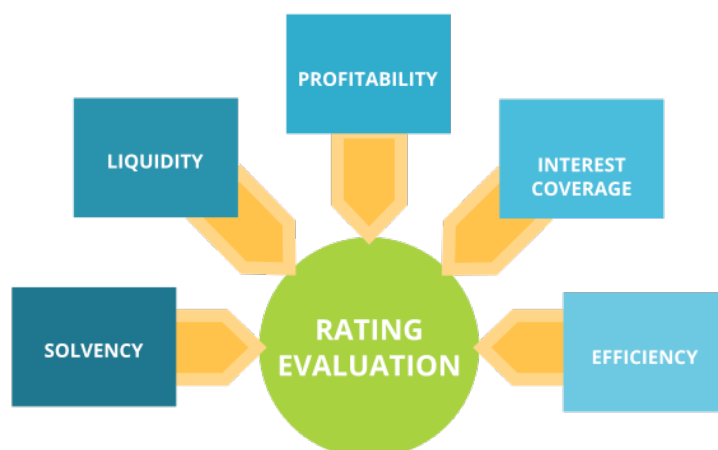 PROFITABILITY
LIQUIDITY
INTEREST
COVERAGE
SOLVENCY
RATING
EVALUATION
EFFICIENCY